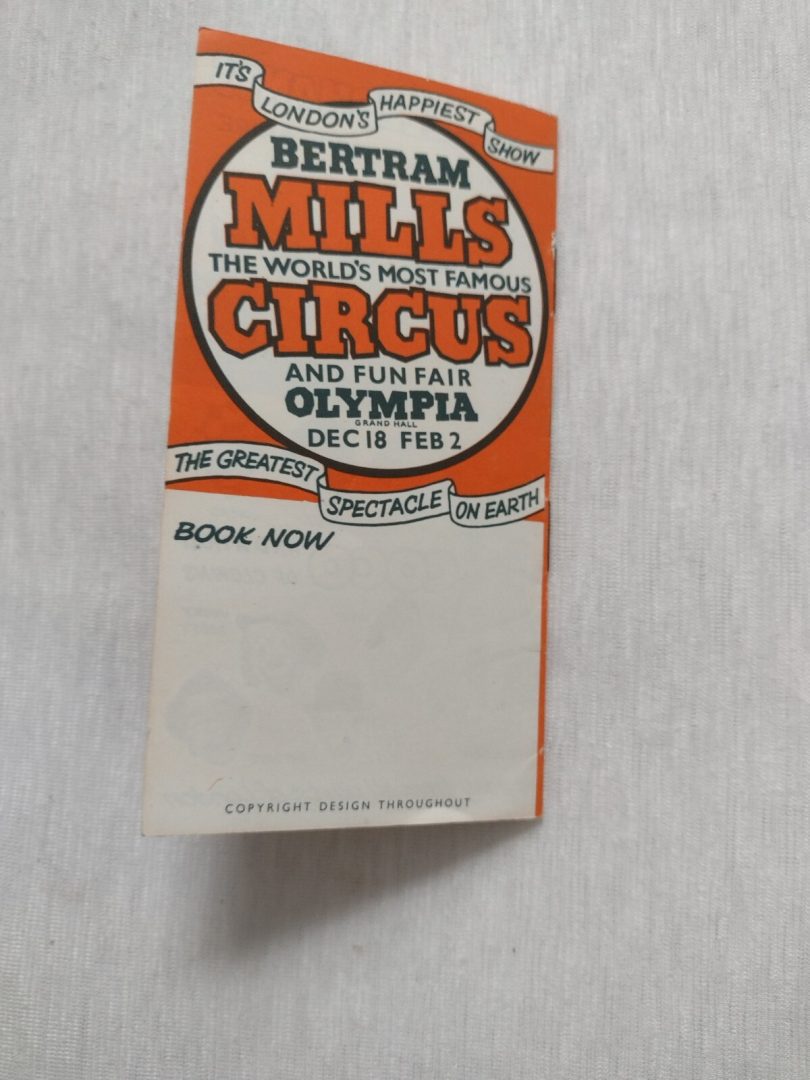 IT'S LONDON'S HAPPIEST SHOW
BERTRAM
MILLS
THE WORLD'S MOST FAMOUS
CIRCUS
AND FUN FAIR
OLYMPIA
GRAND HALL
DEC 18 FEB 2
THE GREATEST SPECTACLE ON EARTH
BOOK NOW
COPYRIGHT DESIGN THROUGHOUT